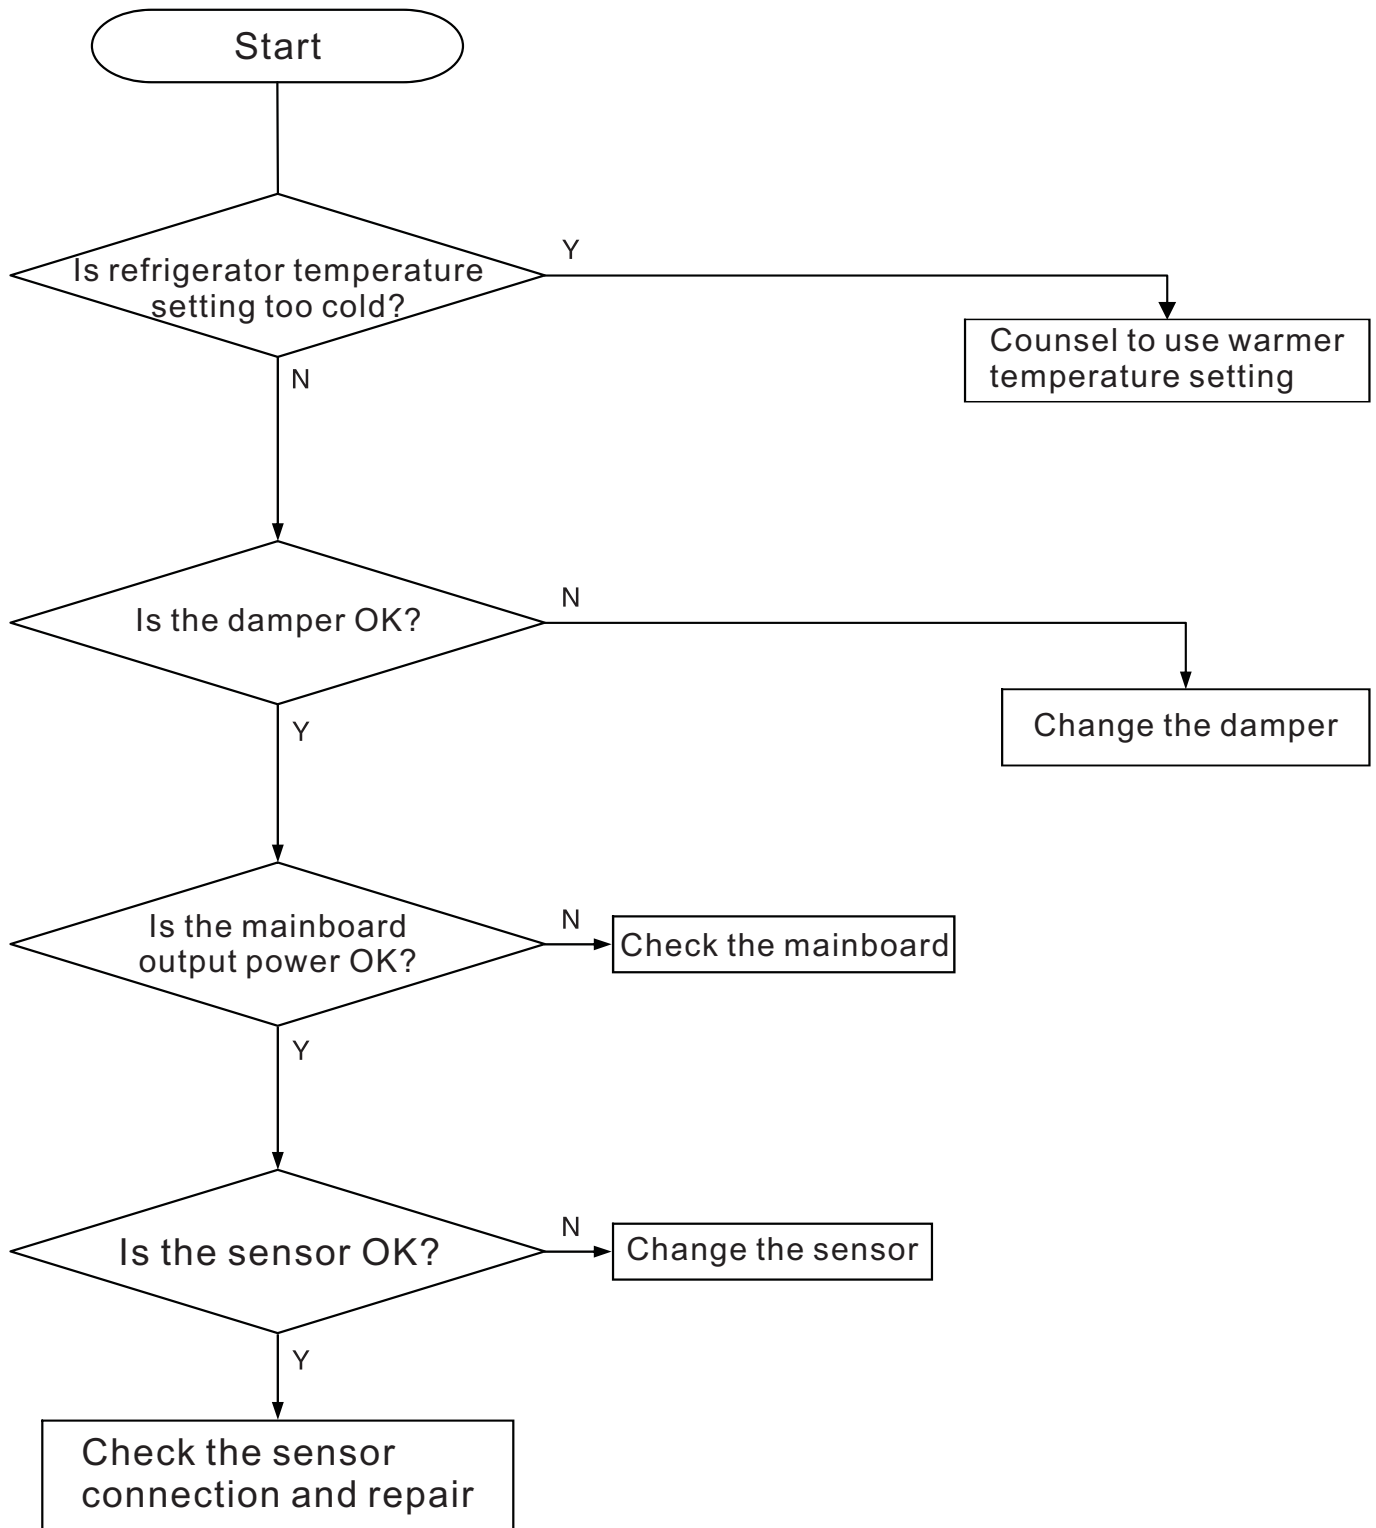 Start
Is refrigerator temperature
setting too cold?
Y
Counsel to use warmer
temperature setting
N
Is the damper OK?
N
Change the damper
Y
Is the mainboard
output power OK?
N
Check the mainboard
Y
Is the sensor OK?
N
Change the sensor
Y
Check the sensor
connection and repair